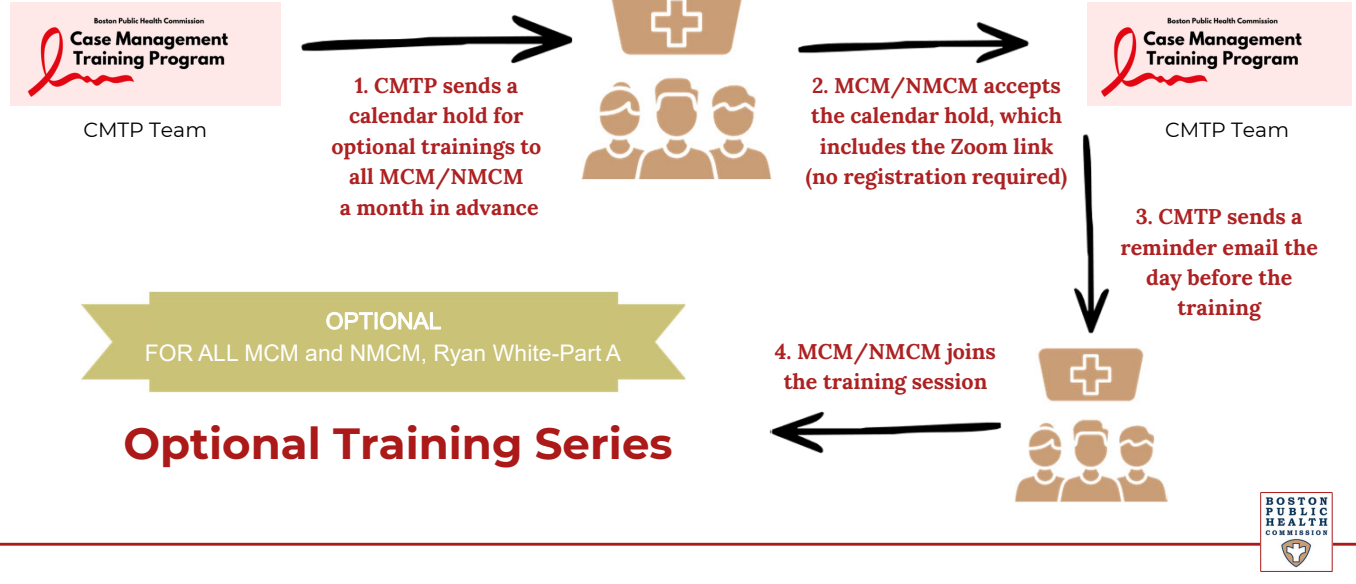 Boston Public Health Commission
Case Management
Training Program
CMTP Team
1. CMTP sends a
calendar hold for
optional trainings to
all MCM/NMCM
a month in advance
2. MCM/NMCM accepts
the calendar hold, which
includes the Zoom link
(no registration required)
Boston Public Health Commission
Case Management
Training Program
CMTP Team
3. CMTP sends a
reminder email the
day before the
training
OPTIONAL
FOR ALL MCM and NMCM, Ryan White-Part A
4. MCM/NMCM joins
the training session
Optional Training Series
BOSTON
PUBLIC
HEALTH
COMMISSION